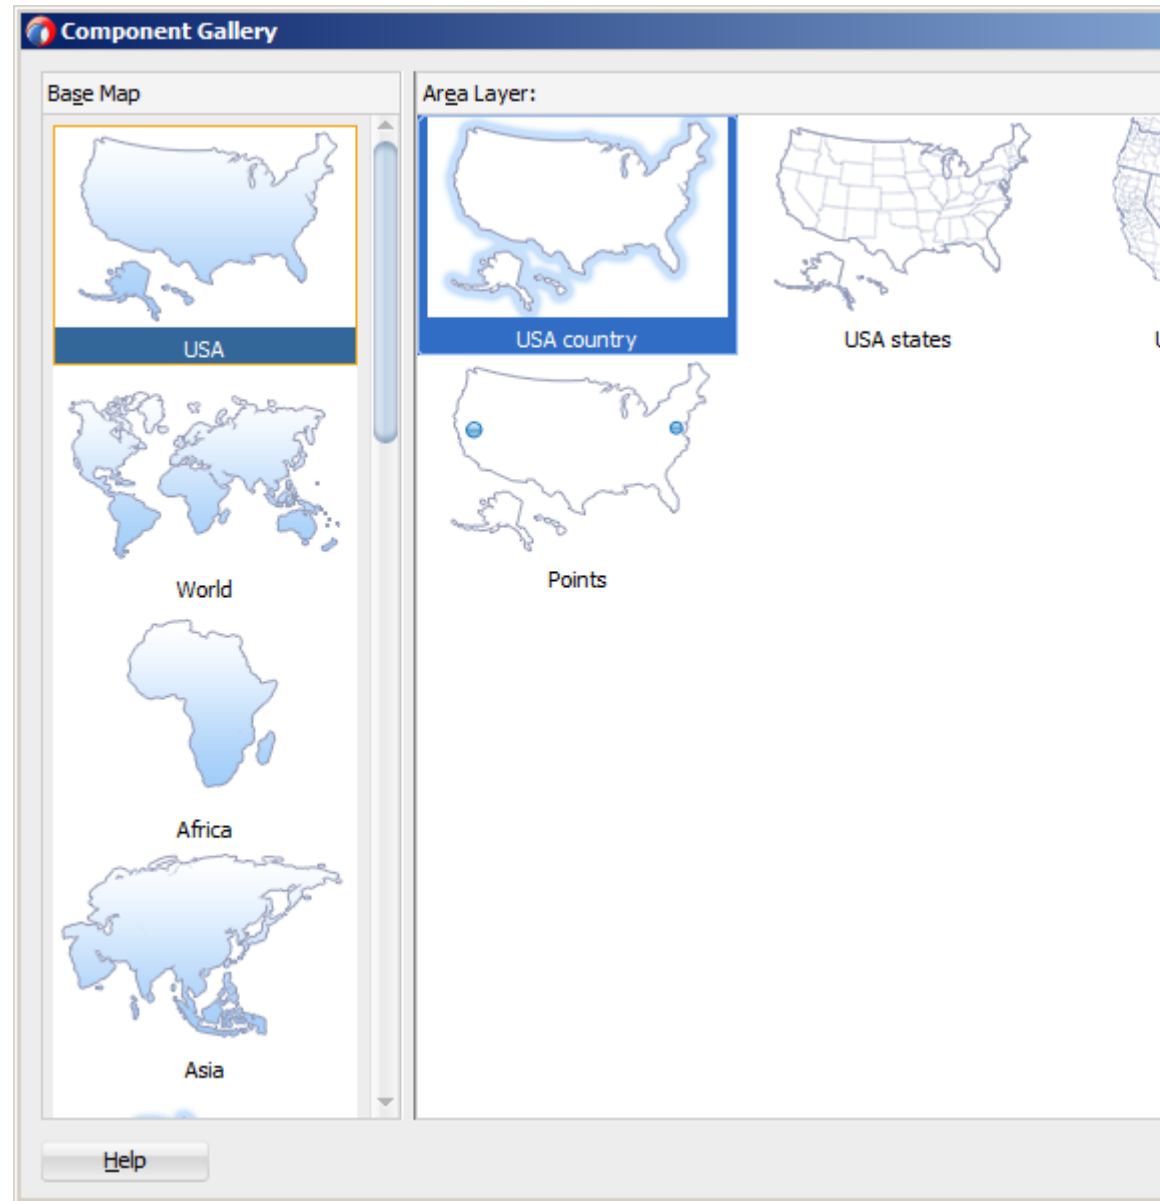 Component Gallery
Base Map
Area Layer:
USA
USA country
USA states
World
Points
Africa
Asia
Help